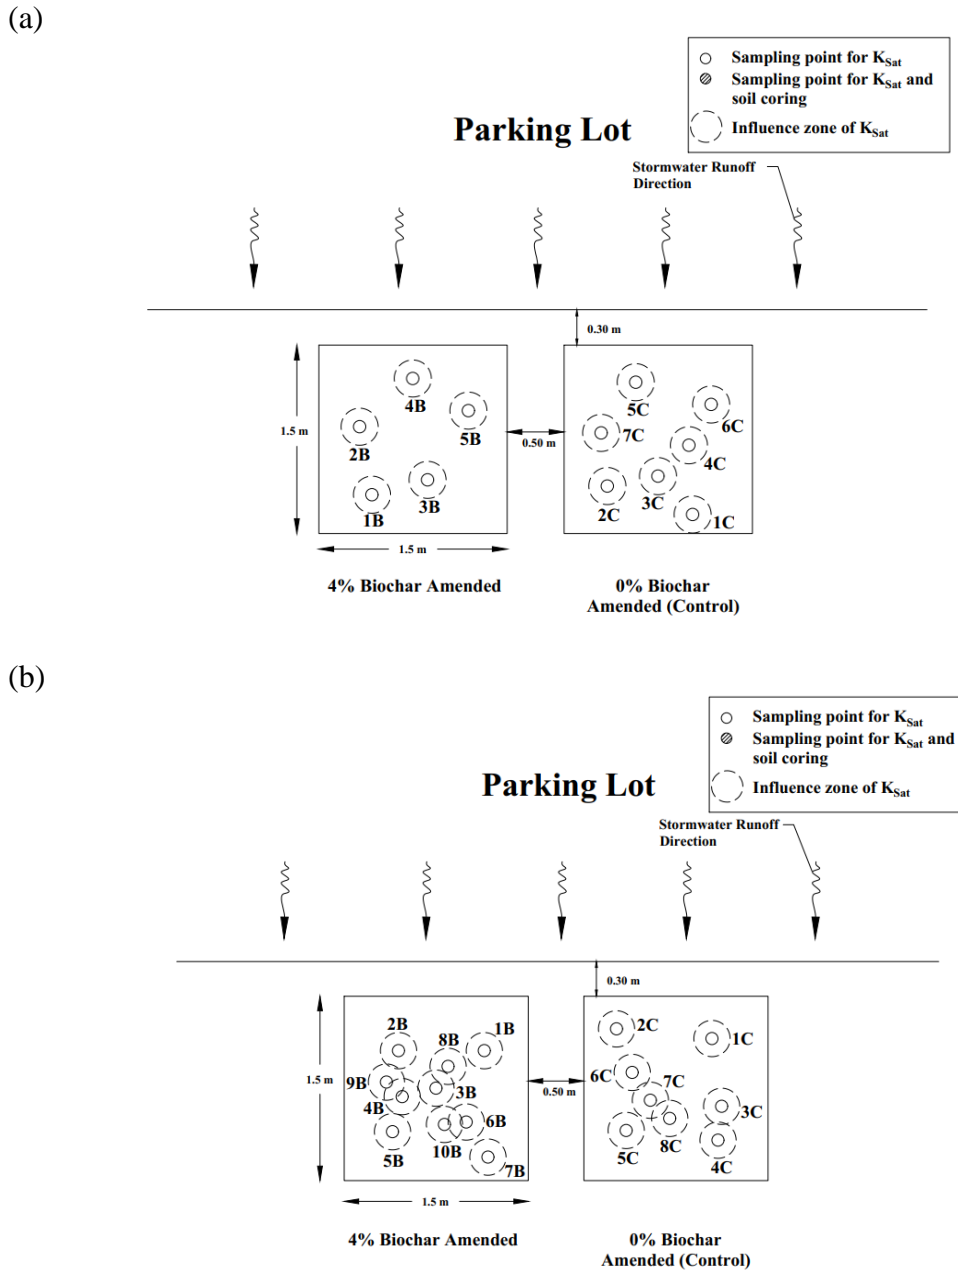 (a)
Sampling point for KSat
Sampling point for KSat and
soil coring
Influence zone of KSat
Parking Lot
Stormwater Runoff
Direction
0.30 m
4B
5B
2B
3B
1B
1.5 m
0.50 m
5C
6C
7C
4C
3C
2C
1C
1.5 m
4% Biochar Amended
0% Biochar
Amended (Control)
(b)
Sampling point for KSat
Sampling point for KSat and
soil coring
Influence zone of KSat
Parking Lot
Stormwater Runoff
Direction
0.30 m
2B
8B
1B
9B
3B
4B
6B
10B
5B
7B
1.5 m
0.50 m
2C
1C
6C
7C
3C
5C
8C
4C
1.5 m
4% Biochar Amended
0% Biochar
Amended (Control)